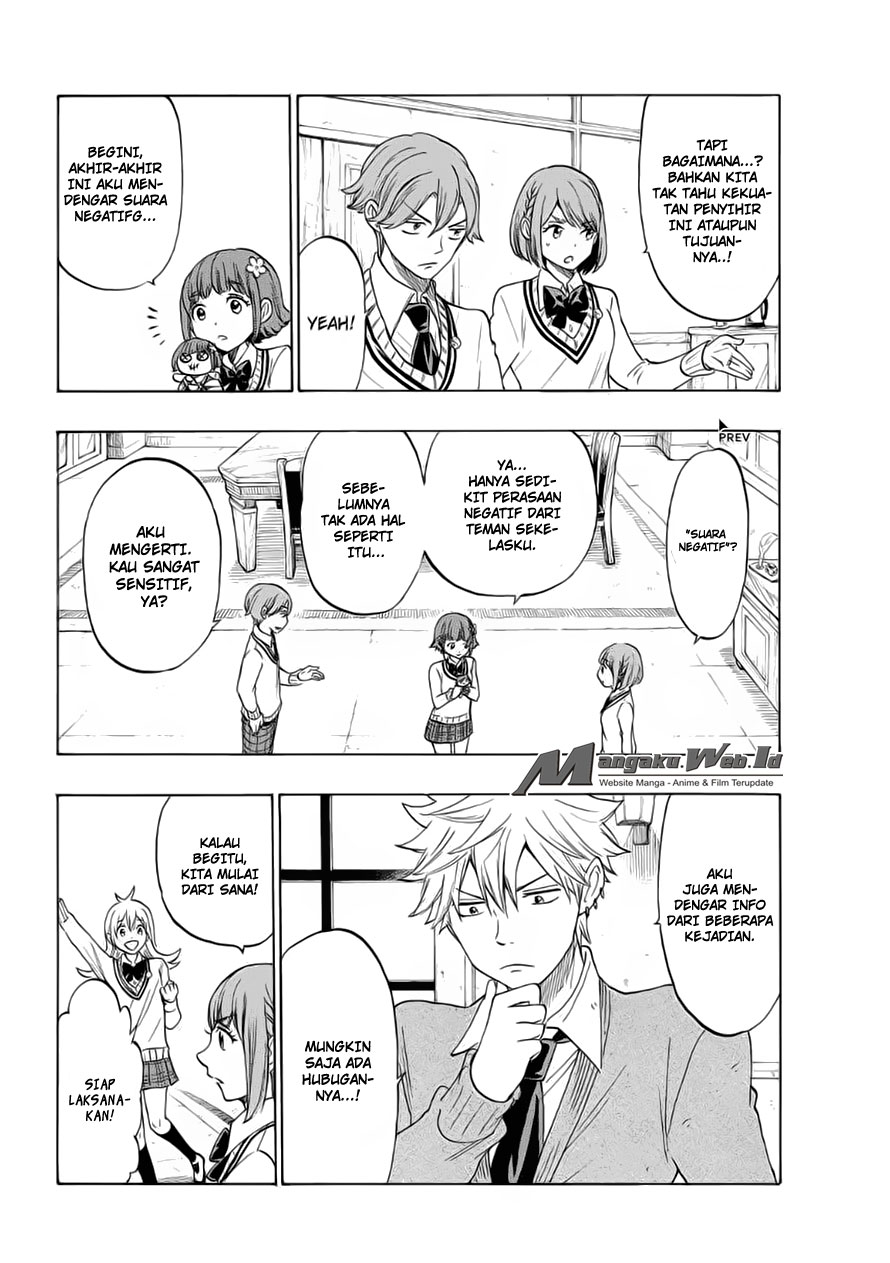 TAPI
BAGAIMANA...?
BAHKAN KITA
TAK TAHU KEKUA-
TAN PENYIHIR
INI ATAUPUN
TUJUAN-
NYA..!
YEAH!
BEGINI,
AKHIR-AKHIR
INI AKU MEN-
DENGAR SUARA
NEGATIFG...
PREV
"SUARA
NEGATIF"?
YA...
HANYA SEDI-
KIT PERASAAN
NEGATIF DARI
TEMAN SEKE-
LASKU.
SEBE-
LUMNYA
TAK ADA HAL
SEPERTI
ITU...
AKU
MENGERTI.
KAU SANGAT
SENSITIF,
YA?
Mangaku.Web.Id
Website Manga - Anime & Film Terupdate
AKU
JUGA MEN-
DENGAR INFO
DARI BEBERAPA
KEJADIAN.
MUNGKIN
SAJA ADA
HUBUGAN-
NYA...!
KALAU
BEGITU,
KITA MULAI
DARI SANA!
SIAP
LAKSANA-
KAN!